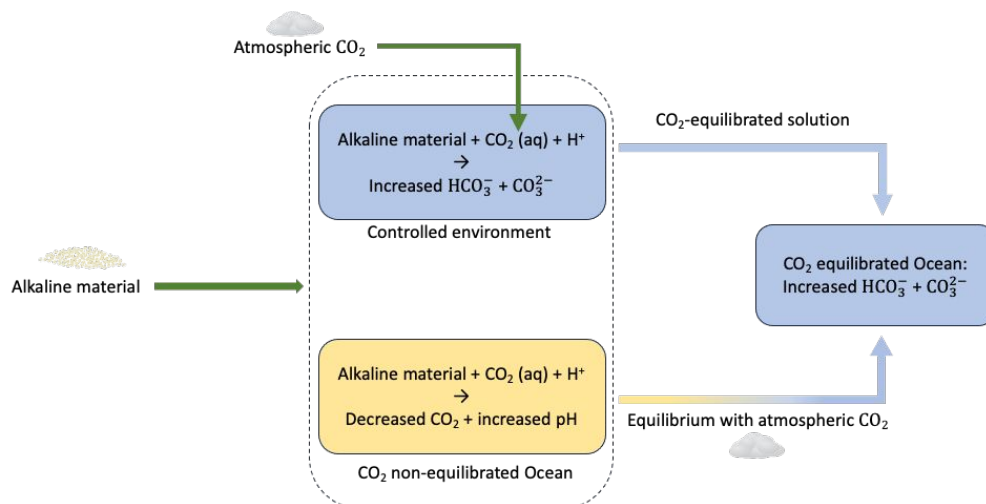 Atmospheric CO₂
Alkaline material + CO₂ (aq) + H⁺
→
Increased HCO₃⁻ + CO₃²⁻
Controlled environment
CO₂-equilibrated solution
Alkaline material
CO₂ equilibrated Ocean:
Increased HCO₃⁻ + CO₃²⁻
Alkaline material + CO₂ (aq) + H⁺
→
Decreased CO₂ + increased pH
CO₂ non-equilibrated Ocean
Equilibrium with atmospheric CO₂